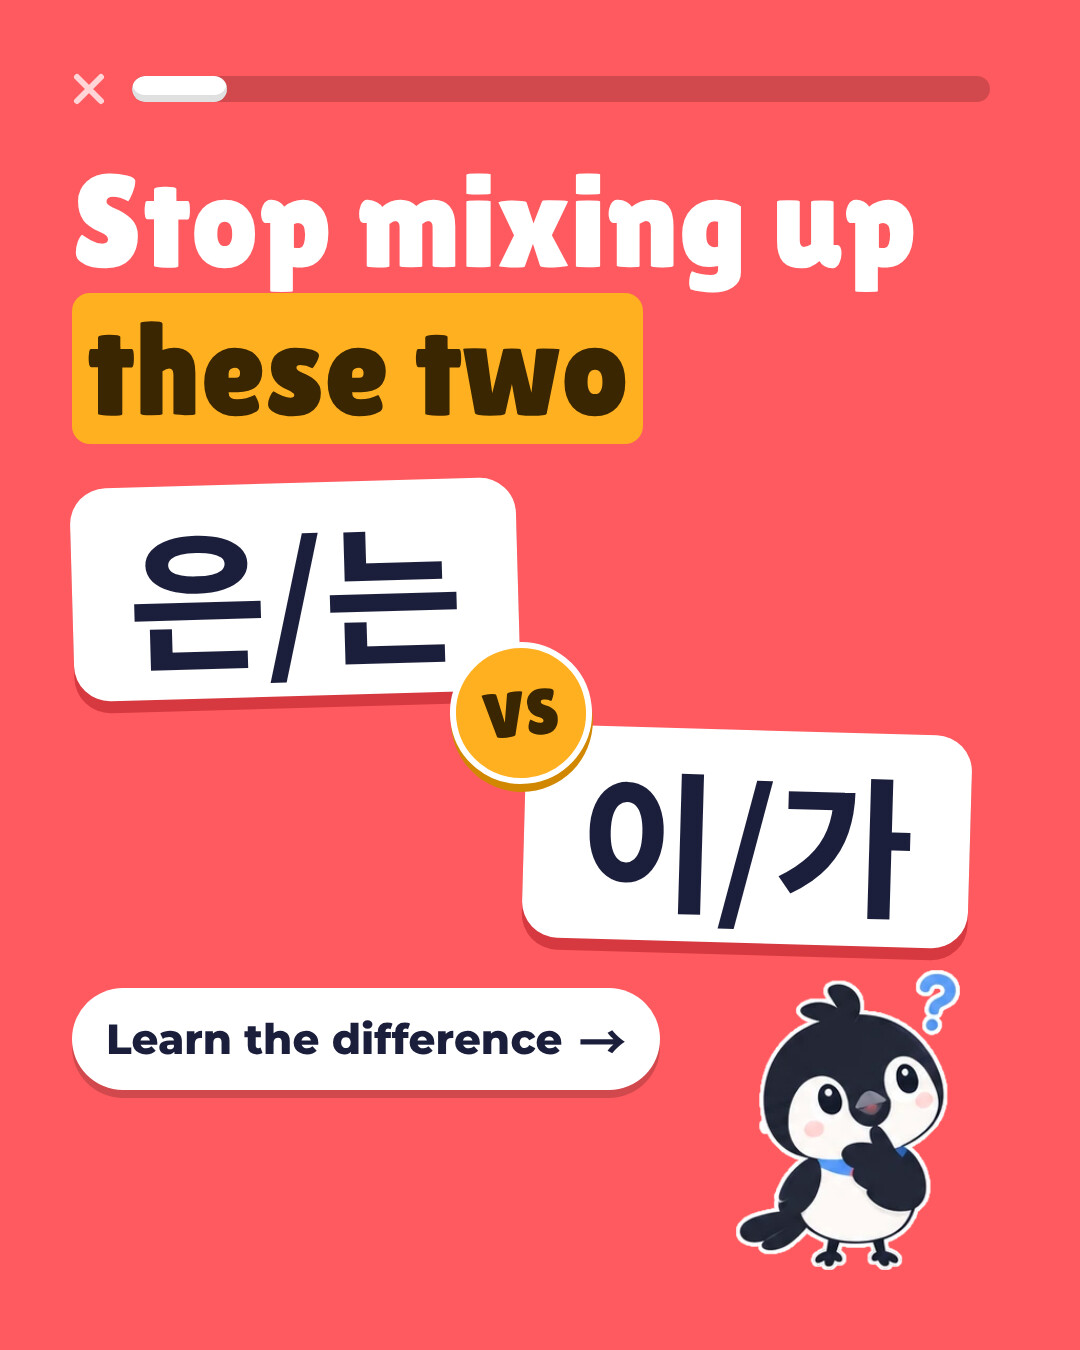 Stop mixing up
these two
은/는
vs
이/가
Learn the difference →
?